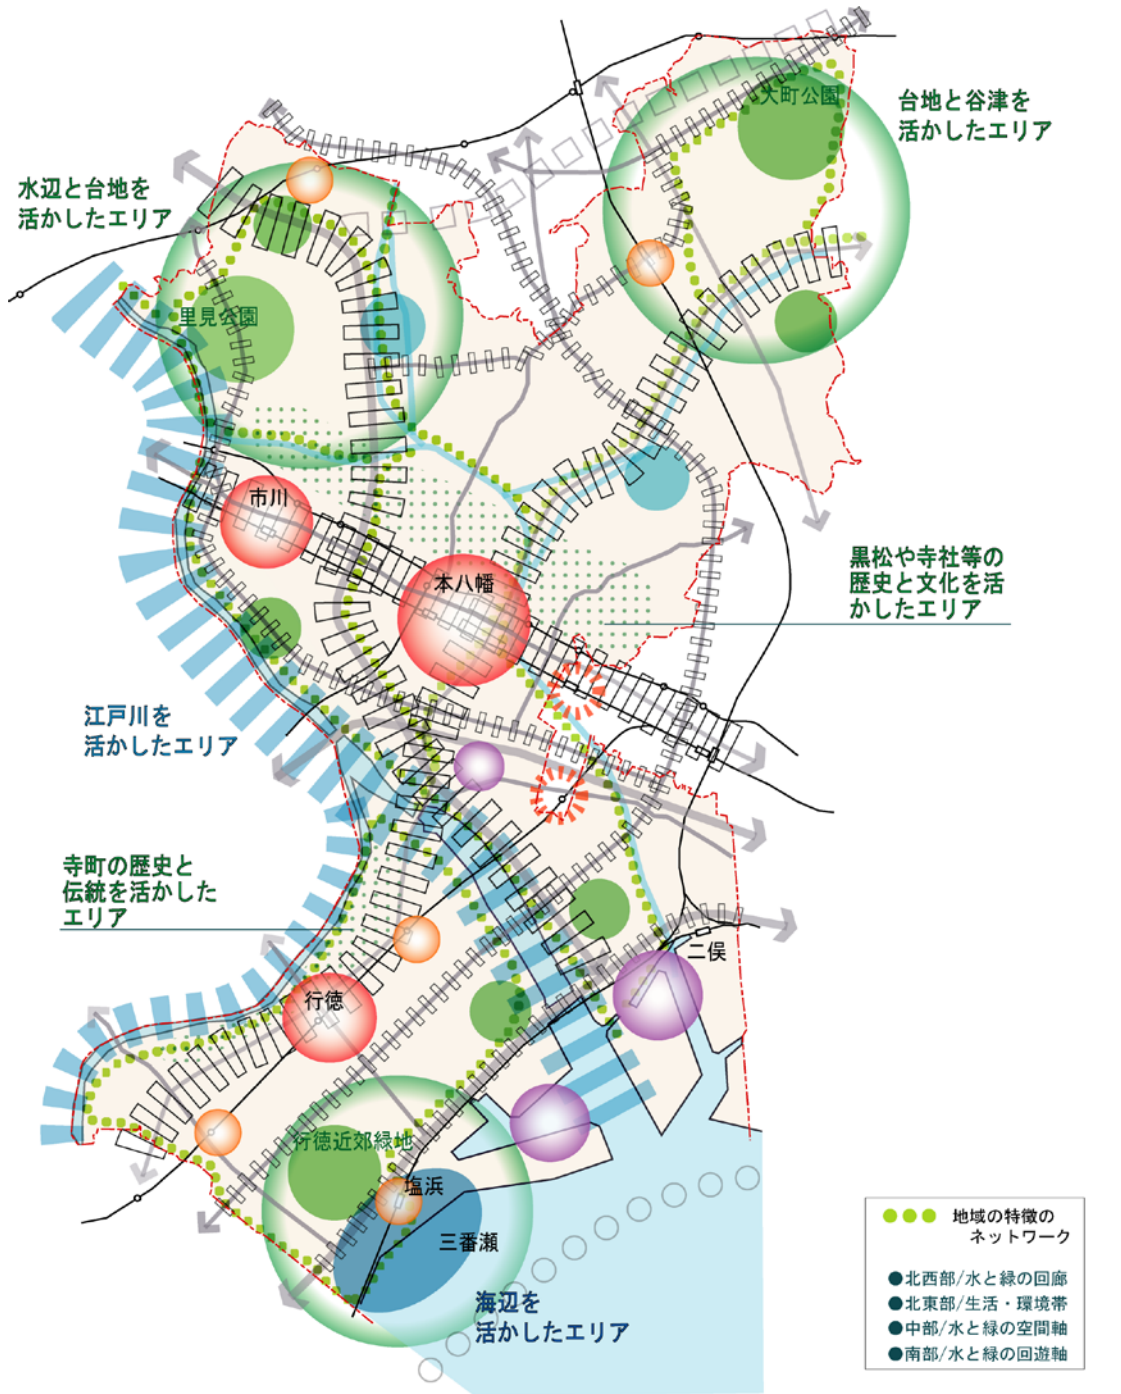 大町公園
台地と谷津を
活かしたエリア
水辺と台地を
活かしたエリア
里見公園
市川
本八幡
黒松や寺社等の
歴史と文化を活
かしたエリア
江戸川を
活かしたエリア
寺町の歴史と
伝統を活かした
エリア
二俣
行徳
行徳近郊緑地
塩浜
三番瀬
海辺を
活かしたエリア
地域の特徴の
ネットワーク
●北西部/水と緑の回廊
●北東部/生活・環境帯
●中部/水と緑の空間軸
●南部/水と緑の回遊軸